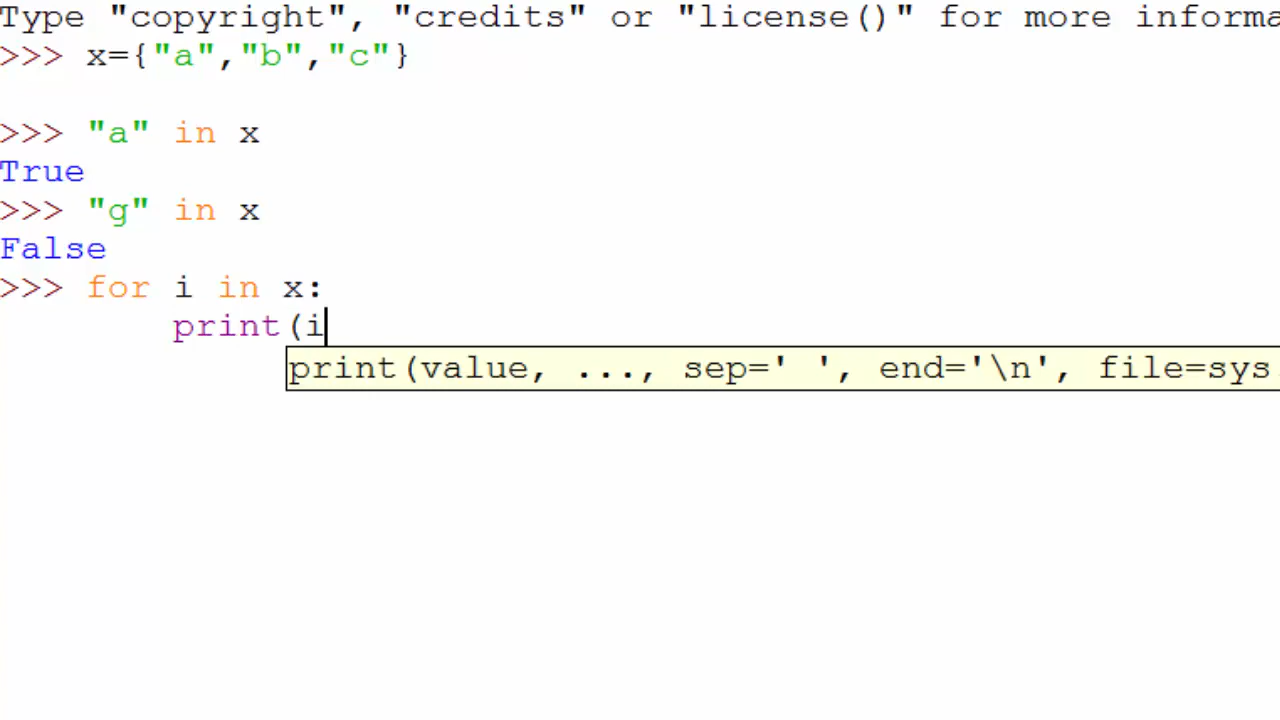 Type "copyright", "credits" or "license()" for more informa
>>> x={"a","b","c"}
>>> "a" in x
True
>>> "g" in x
False
>>> for i in x:
print(i
print(value, ..., sep=' ', end='\n', file=sys.